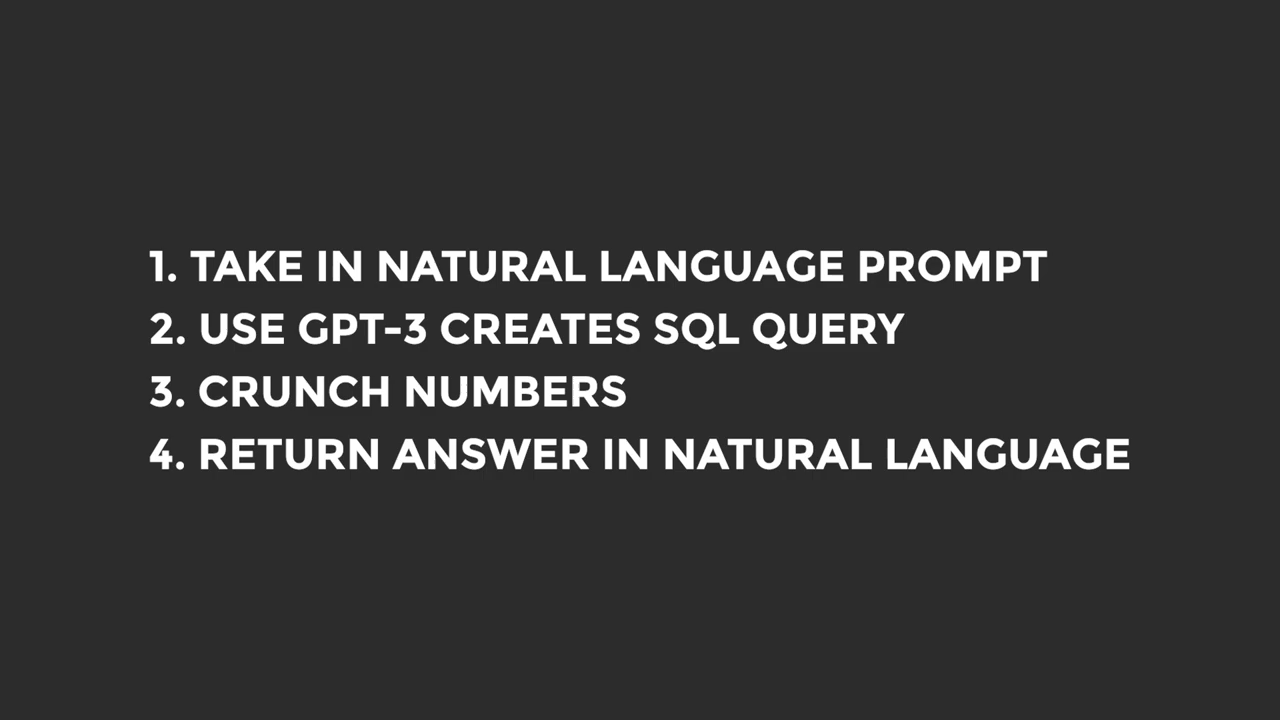 1. TAKE IN NATURAL LANGUAGE PROMPT
2. USE GPT-3 CREATES SQL QUERY
3. CRUNCH NUMBERS
4. RETURN ANSWER IN NATURAL LANGUAGE